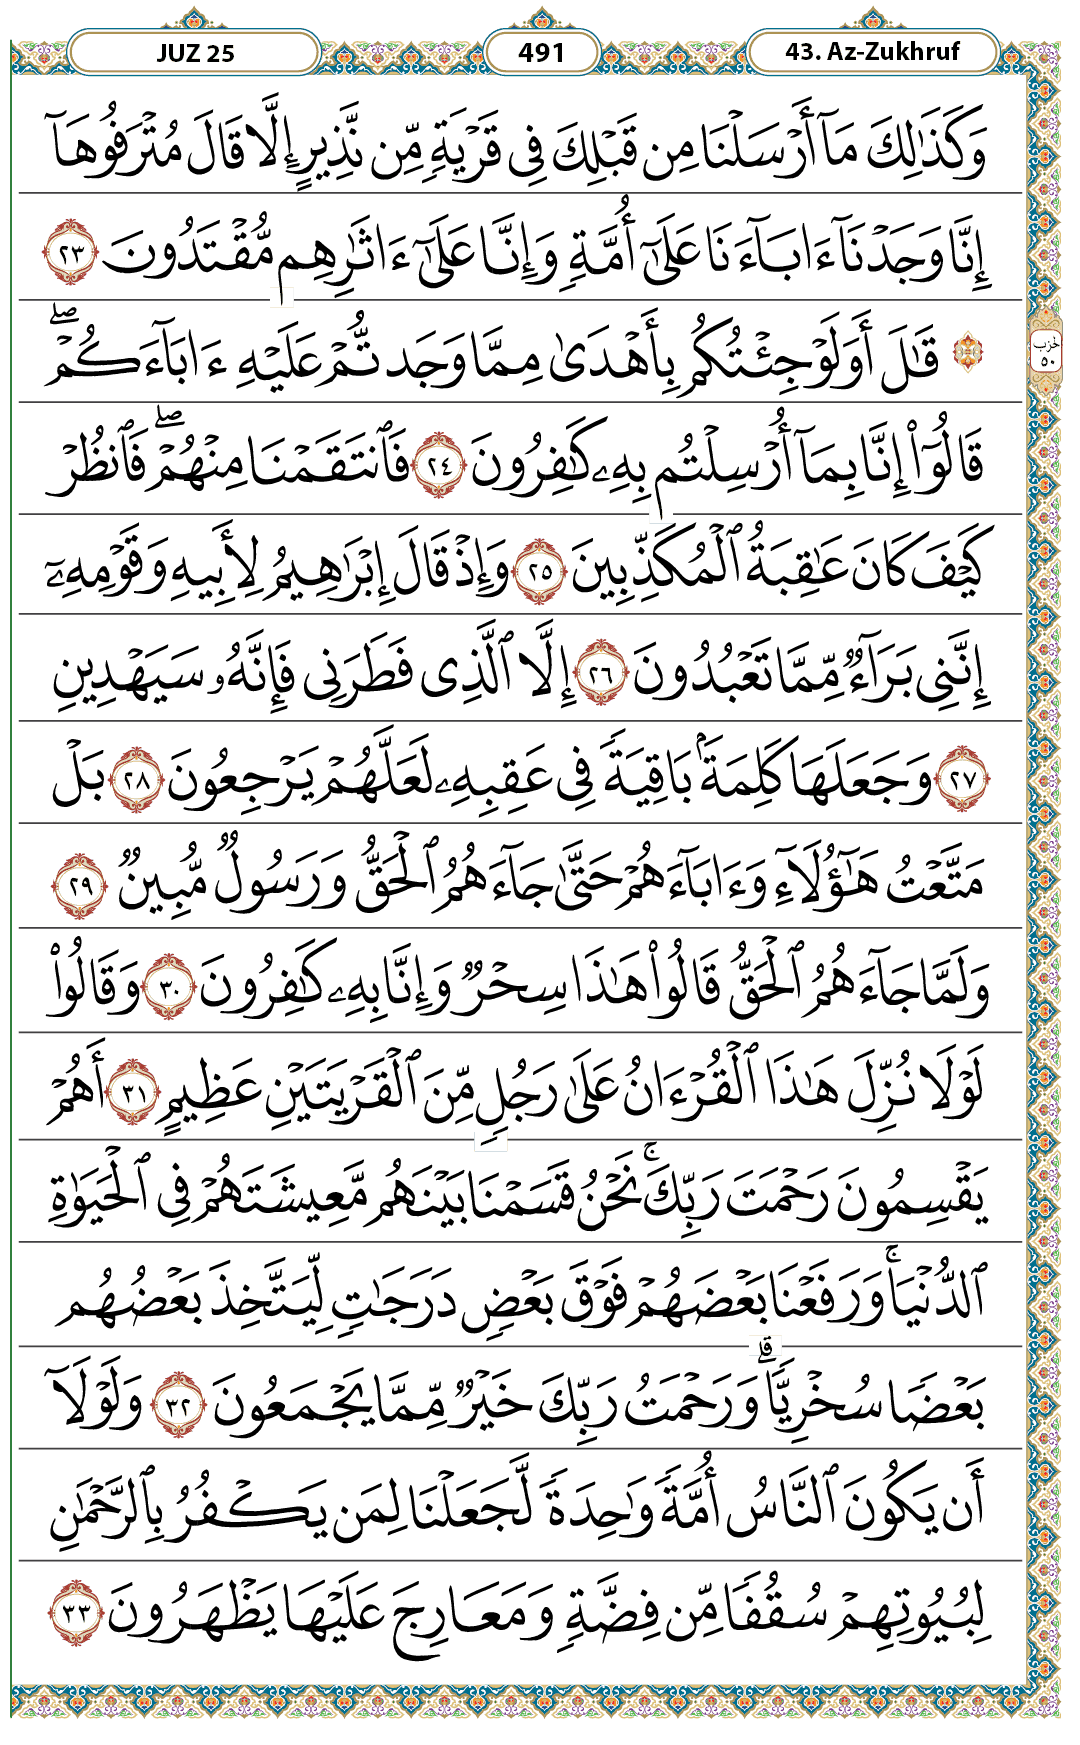 JUZ 25
491
43. Az-Zukhruf
وَكَذَٰلِكَ مَآ أَرْسَلْنَا مِن قَبْلِكَ فِى قَرْيَةٍ مِّن نَّذِيرٍ إِلَّا قَالَ مُتْرَفُوهَآ
إِنَّا وَجَدْنَآ ءَابَآءَنَا عَلَىٰٓ أُمَّةٍ وَإِنَّا عَلَىٰٓ ءَاثَٰرِهِم مُّقْتَدُونَ ٢٣
۞ قَٰلَ أَوَلَوْ جِئْتُكُم بِأَهْدَىٰ مِمَّا وَجَدتُّمْ عَلَيْهِ ءَابَآءَكُمْ ۖ
حزب ٥٠
قَالُوٓا۟ إِنَّا بِمَآ أُرْسِلْتُم بِهِۦ كَٰفِرُونَ ٢٤ فَٱنتَقَمْنَا مِنْهُمْ ۖ فَٱنظُرْ
كَيْفَ كَانَ عَٰقِبَةُ ٱلْمُكَذِّبِينَ ٢٥ وَإِذْ قَالَ إِبْرَٰهِيمُ لِأَبِيهِ وَقَوْمِهِۦٓ
إِنَّنِى بَرَآءٌ مِّمَّا تَعْبُدُونَ ٢٦ إِلَّا ٱلَّذِى فَطَرَنِى فَإِنَّهُۥ سَيَهْدِينِ
٢٧ وَجَعَلَهَا كَلِمَةًۢ بَاقِيَةً فِى عَقِبِهِۦ لَعَلَّهُمْ يَرْجِعُونَ ٢٨ بَلْ
مَتَّعْتُ هَٰٓؤُلَآءِ وَءَابَآءَهُمْ حَتَّىٰ جَآءَهُمُ ٱلْحَقُّ وَرَسُولٌ مُّبِينٌ ٢٩
وَلَمَّا جَآءَهُمُ ٱلْحَقُّ قَالُوا۟ هَٰذَا سِحْرٌ وَإِنَّا بِهِۦ كَٰفِرُونَ ٣٠ وَقَالُوا۟
لَوْلَا نُزِّلَ هَٰذَا ٱلْقُرْءَانُ عَلَىٰ رَجُلٍ مِّنَ ٱلْقَرْيَتَيْنِ عَظِيمٍ ٣١ أَهُمْ
يَقْسِمُونَ رَحْمَتَ رَبِّكَ ۚ نَحْنُ قَسَمْنَا بَيْنَهُم مَّعِيشَتَهُمْ فِى ٱلْحَيَوٰةِ
ٱلدُّنْيَا ۚ وَرَفَعْنَا بَعْضَهُمْ فَوْقَ بَعْضٍ دَرَجَٰتٍ لِّيَتَّخِذَ بَعْضُهُم
بَعْضًا سُخْرِيًّا ۗ وَرَحْمَتُ رَبِّكَ خَيْرٌ مِّمَّا يَجْمَعُونَ ٣٢ وَلَوْلَآ
أَن يَكُونَ ٱلنَّاسُ أُمَّةً وَٰحِدَةً لَّجَعَلْنَا لِمَن يَكْفُرُ بِٱلرَّحْمَٰنِ
لِبُيُوتِهِمْ سُقُفًا مِّن فِضَّةٍ وَمَعَارِجَ عَلَيْهَا يَظْهَرُونَ ٣٣